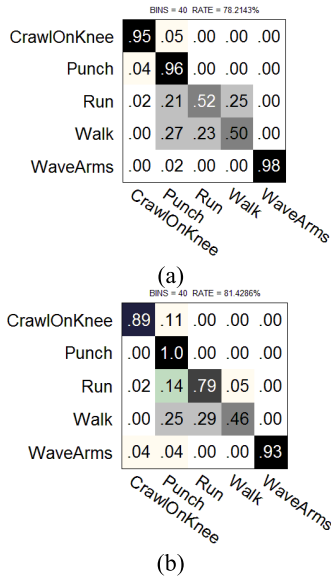 BINS = 40 RATE = 78.2143%
CrawlOnKnee .95 .05 .00 .00 .00
Punch .04 .96 .00 .00 .00
Run .02 .21 .52 .25 .00
Walk .00 .27 .23 .50 .00
WaveArms .00 .02 .00 .00 .98
CrawlOnKnee Punch Run Walk WaveArms
(a)
BINS = 40 RATE = 81.4286%
CrawlOnKnee .89 .11 .00 .00 .00
Punch .00 1.0 .00 .00 .00
Run .02 .14 .79 .05 .00
Walk .00 .25 .29 .46 .00
WaveArms .04 .04 .00 .00 .93
CrawlOnKnee Punch Run Walk WaveArms
(b)